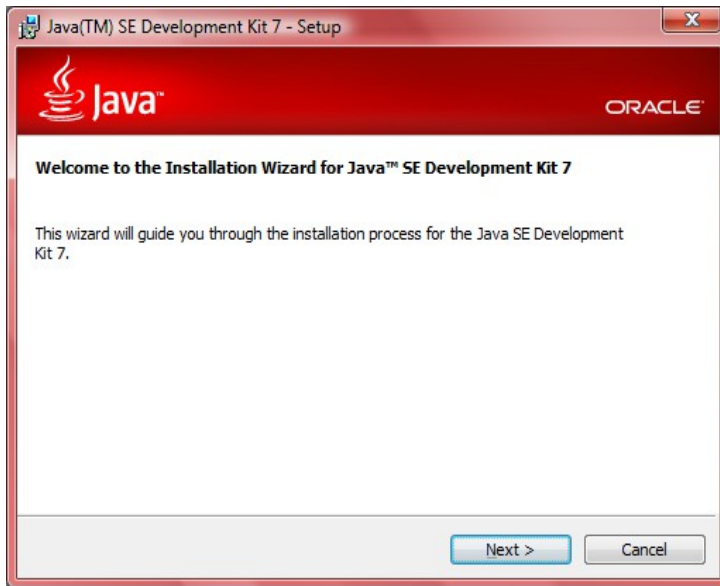 Java(TM) SE Development Kit 7 - Setup
X
Java™
ORACLE®
Welcome to the Installation Wizard for Java™ SE Development Kit 7
This wizard will guide you through the installation process for the Java SE Development
Kit 7.
Next >
Cancel